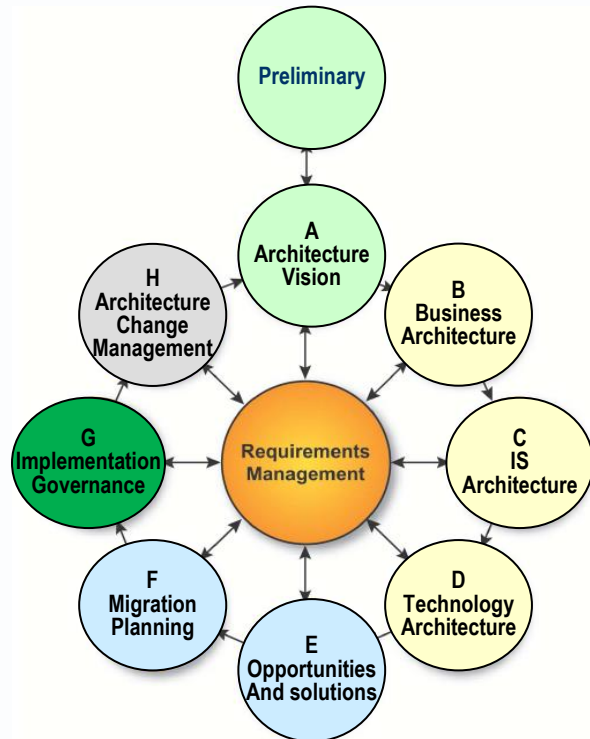 Preliminary
A
Architecture
Vision
B
Business
Architecture
C
IS
Architecture
D
Technology
Architecture
E
Opportunities
And solutions
F
Migration
Planning
G
Implementation
Governance
H
Architecture
Change
Management
Requirements
Management